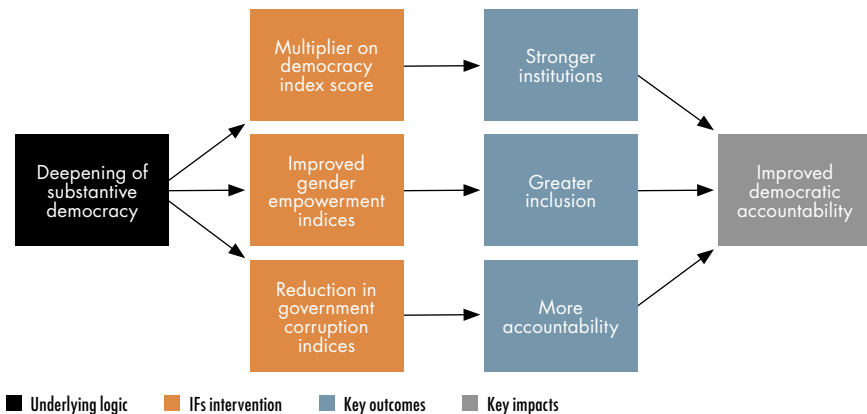 Multiplier on
democracy
index score
Stronger
institutions
Deepening of
substantive
democracy
Improved
gender
empowerment
indices
Greater
inclusion
Improved
democratic
accountability
Reduction in
government
corruption
indices
More
accountability
Underlying logic
IFs intervention
Key outcomes
Key impacts